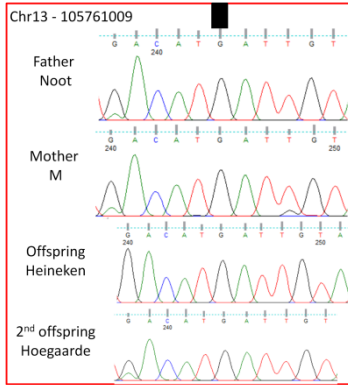 Chr13 - 105761009
G A C A T G A T T G T
240
Father
Noot
G A C A T G A T T G T
240 250
Mother
M
G A C A T G A T T G T A
240 250
Offspring
Heineken
G A C A T G A T T G T
240
2nd offspring
Hoegaarde